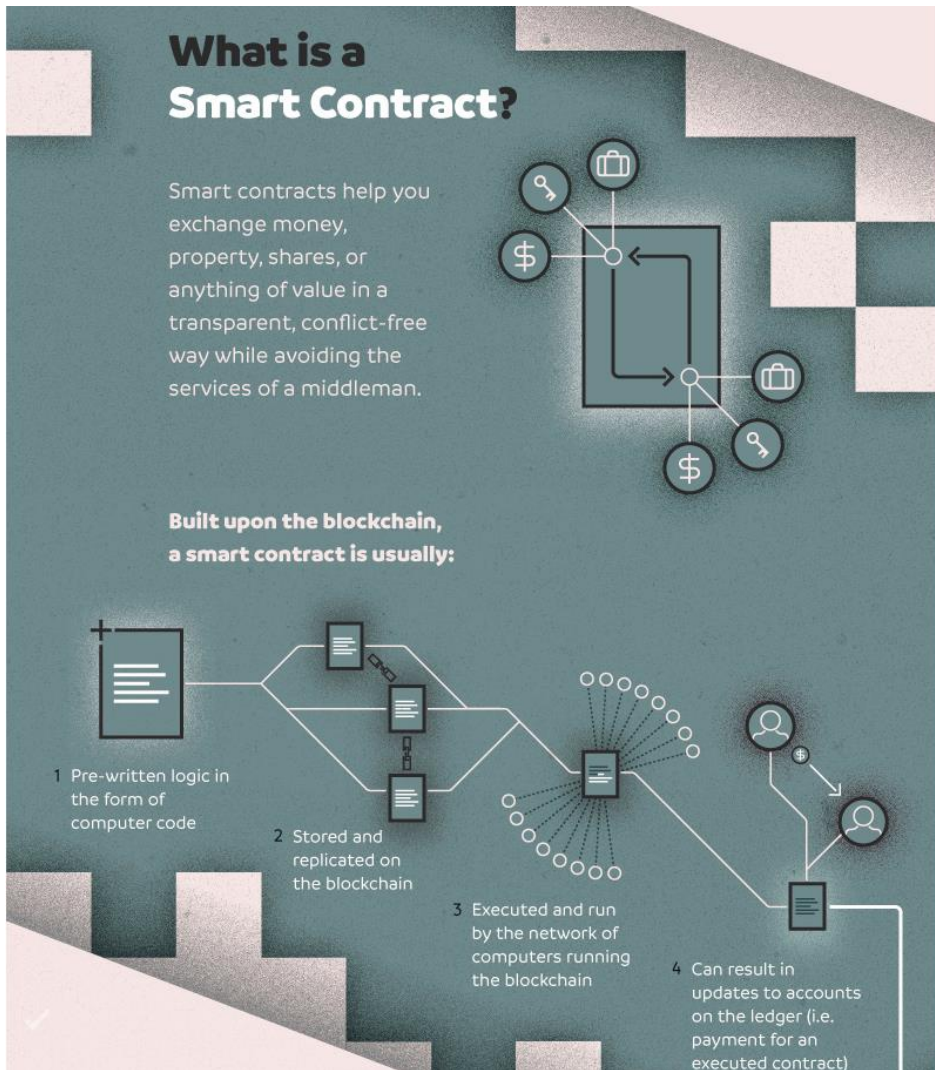 What is a
Smart Contract?
Smart contracts help you
exchange money,
property, shares, or
anything of value in a
transparent, conflict-free
way while avoiding the
services of a middleman.
$
$
Built upon the blockchain,
a smart contract is usually:
1 Pre-written logic in
the form of
computer code
2 Stored and
replicated on
the blockchain
3 Executed and run
by the network of
computers running
the blockchain
$
4 Can result in
updates to accounts
on the ledger (i.e.
payment for an
executed contract)